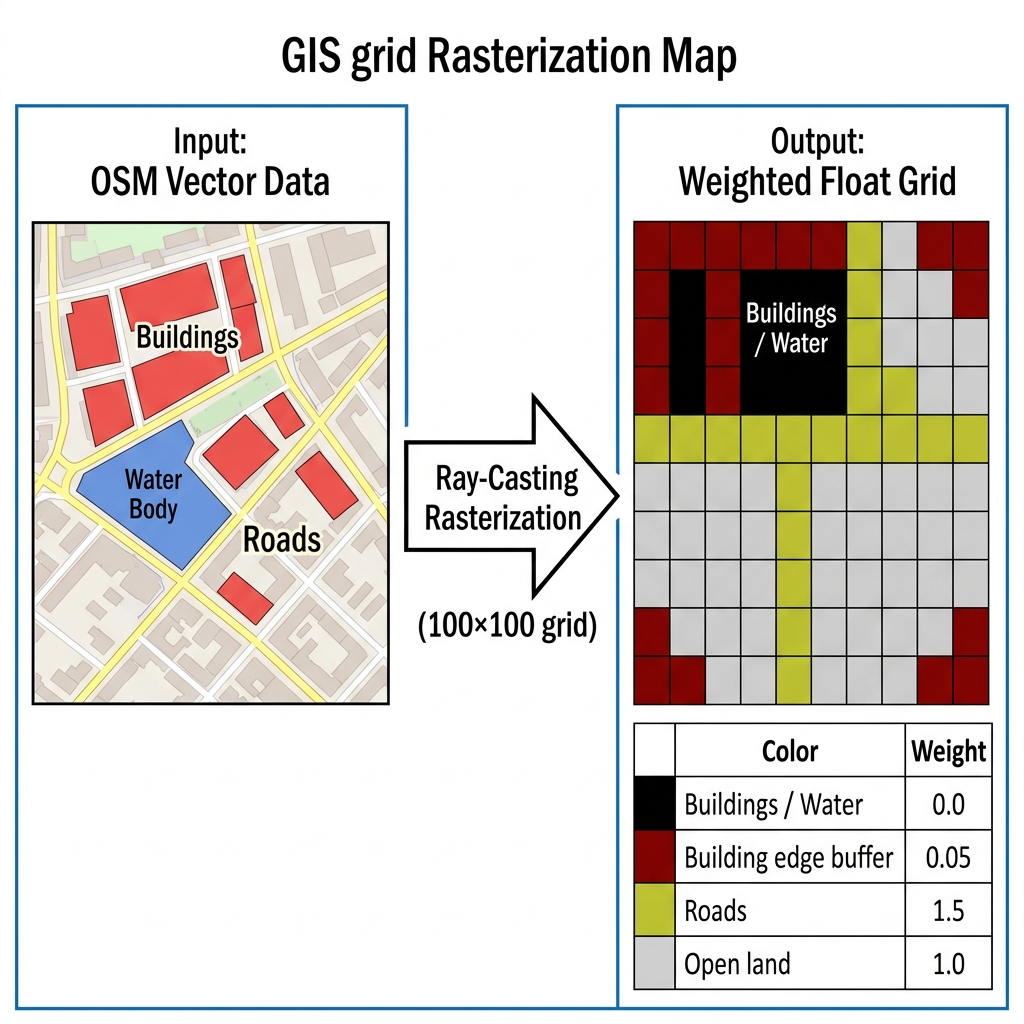 GIS grid Rasterization Map
Input:
OSM Vector Data
Buildings
Water
Body
Roads
Ray-Casting
Rasterization
(100×100 grid)
Output:
Weighted Float Grid
Buildings
/ Water
Color Weight
Buildings / Water 0.0
Building edge buffer 0.05
Roads 1.5
Open land 1.0